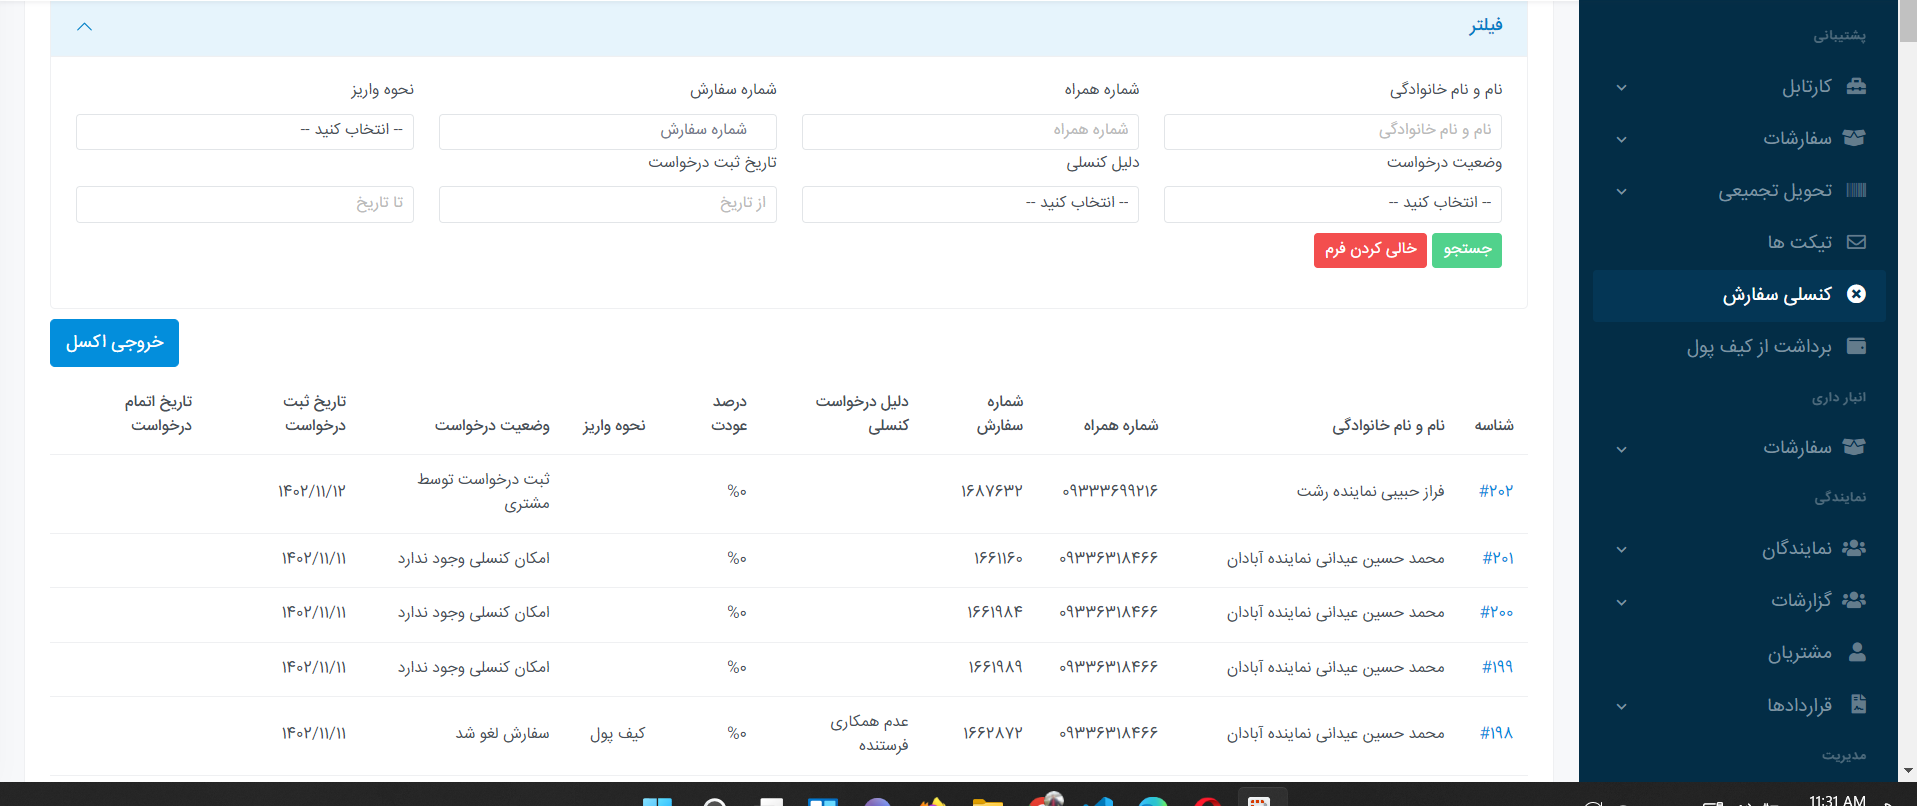 پشتیبانی
کارتابل
سفارشات
تحویل تجمیعی
تیکت ها
کنسلی سفارش
برداشت از کیف پول
انبار داری
سفارشات
نمایندگی
نمایندگان
گزارشات
مشتریان
قراردادها
مدیریت
فیلتر
نام و نام خانوادگی شماره همراه شماره سفارش نحوه واریز
نام و نام خانوادگی شماره همراه شماره سفارش -- انتخاب کنید --
وضعیت درخواست دلیل کنسلی تاریخ ثبت درخواست
-- انتخاب کنید -- -- انتخاب کنید -- از تاریخ تا تاریخ
جستجو خالی کردن فرم
خروجی اکسل
شناسه نام و نام خانوادگی شماره همراه شماره سفارش دلیل درخواست کنسلی درصد عودت نحوه واریز وضعیت درخواست تاریخ ثبت درخواست تاریخ اتمام درخواست
#۲۰۲ فراز حبیبی نماینده رشت ۰۹۳۳۳۶۹۹۲۱۶ ۱۶۸۷۶۳۲ %۰ ثبت درخواست توسط مشتری ۱۴۰۲/۱۱/۱۲
#۲۰۱ محمد حسین عیدانی نماینده آبادان ۰۹۳۳۶۳۱۸۴۶۶ ۱۶۶۱۱۶۰ %۰ امکان کنسلی وجود ندارد ۱۴۰۲/۱۱/۱۱
#۲۰۰ محمد حسین عیدانی نماینده آبادان ۰۹۳۳۶۳۱۸۴۶۶ ۱۶۶۱۹۸۴ %۰ امکان کنسلی وجود ندارد ۱۴۰۲/۱۱/۱۱
#۱۹۹ محمد حسین عیدانی نماینده آبادان ۰۹۳۳۶۳۱۸۴۶۶ ۱۶۶۱۹۸۹ %۰ امکان کنسلی وجود ندارد ۱۴۰۲/۱۱/۱۱
#۱۹۸ محمد حسین عیدانی نماینده آبادان ۰۹۳۳۶۳۱۸۴۶۶ ۱۶۶۲۸۷۲ عدم همکاری فرستنده %۰ کیف پول سفارش لغو شد ۱۴۰۲/۱۱/۱۱
11:31 AM